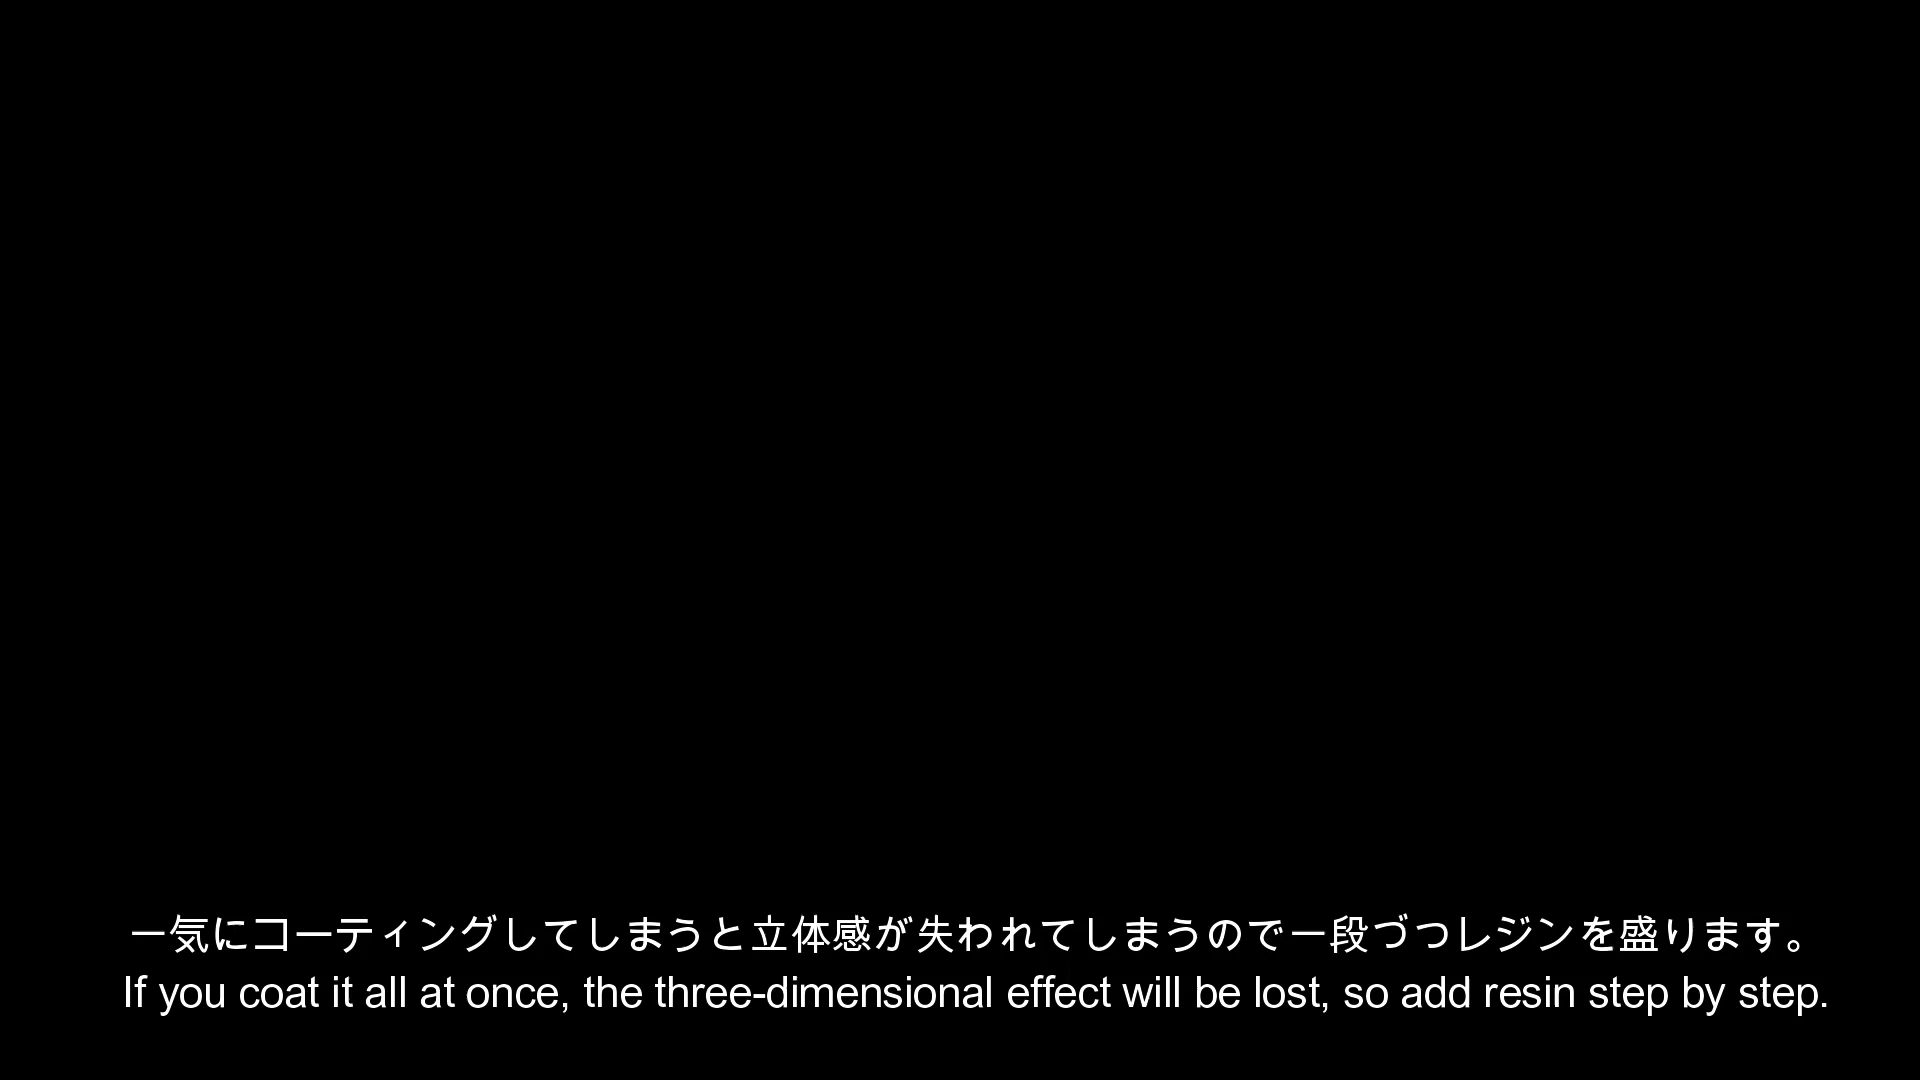 一気にコーティングしてしまうと立体感が失われてしまうので一段づつレジンを盛ります。
If you coat it all at once, the three-dimensional effect will be lost, so add resin step by step.